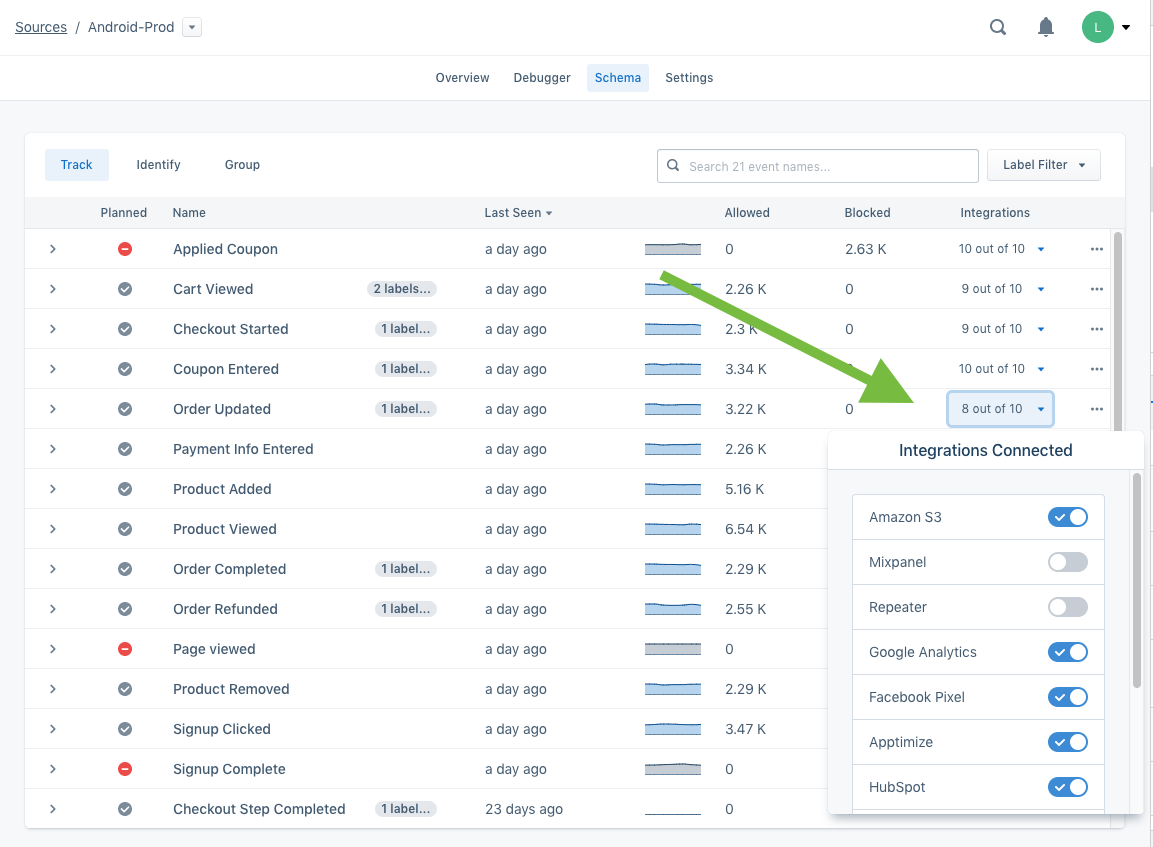 Sources / Android-Prod
L
Overview Debugger Schema Settings
Track Identify Group
Search 21 event names... Label Filter
Planned Name Last Seen Allowed Blocked Integrations
Applied Coupon a day ago 0 2.63 K 10 out of 10
Cart Viewed 2 labels... a day ago 2.26 K 0 9 out of 10
Checkout Started 1 label... a day ago 2.3 K 0 9 out of 10
Coupon Entered 1 label... a day ago 3.34 K 10 out of 10
Order Updated 1 label... a day ago 3.22 K 0 8 out of 10
Payment Info Entered a day ago 2.26 K
Product Added a day ago 5.16 K
Product Viewed a day ago 6.54 K
Order Completed 1 label... a day ago 2.29 K
Order Refunded 1 label... a day ago 2.55 K
Page viewed a day ago 0
Product Removed a day ago 2.29 K
Signup Clicked a day ago 3.47 K
Signup Complete a day ago 0
Checkout Step Completed 1 label... 23 days ago 0
Integrations Connected
Amazon S3
Mixpanel
Repeater
Google Analytics
Facebook Pixel
Apptimize
HubSpot